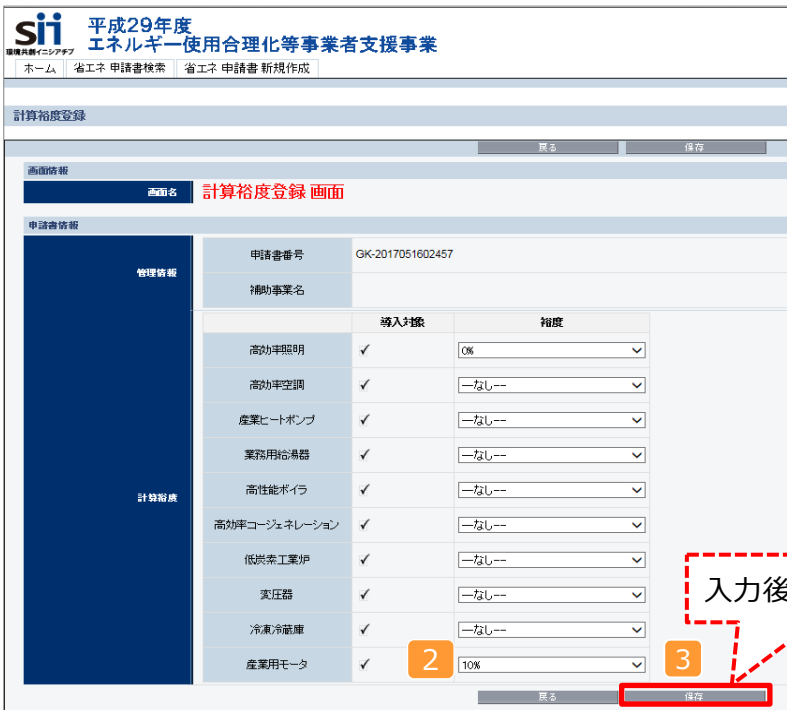 sii 平成29年度
環境共創イニシアチブ エネルギー使用合理化等事業者支援事業
ホーム 省エネ 申請書検索 省エネ 申請書 新規作成
計算裕度登録
戻る 保存
画面情報
画面名 計算裕度登録 画面
申請書情報
管理情報
申請書番号 GK-2017051602457
補助事業名
導入対象 裕度
計算裕度
高効率照明 ✓ 0%
高効率空調 ✓ —なし--
産業ヒートポンプ ✓ —なし--
業務用給湯器 ✓ —なし--
高性能ボイラ ✓ —なし--
高効率コージェネレーション ✓ —なし--
低炭素工業炉 ✓ —なし--
変圧器 ✓ —なし--
冷凍冷蔵庫 ✓ —なし--
産業用モータ ✓ 2 10% 3
入力後
戻る 保存